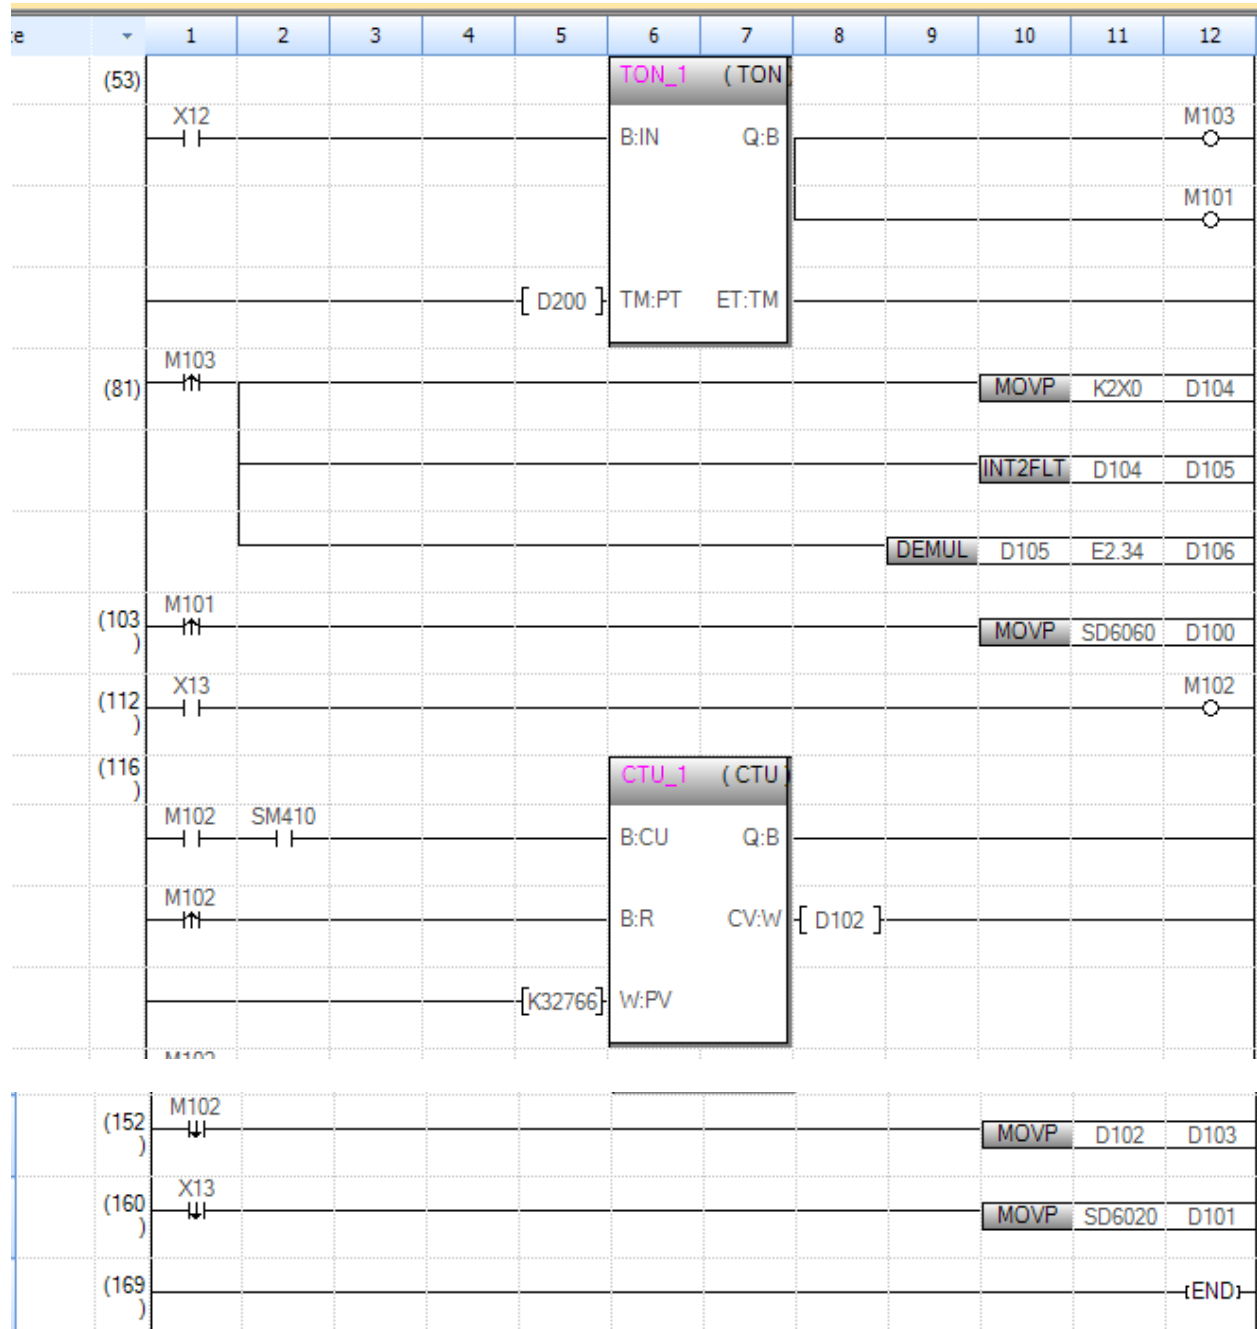 e 1 2 3 4 5 6 7 8 9 10 11 12
(53) TON_1 (TON)
X12 B:IN Q:B M103
M101
[ D200 ] TM:PT ET:TM
M103
(81) MOVP K2X0 D104
INT2FLT D104 D105
DEMUL D105 E2.34 D106
M101
(103) MOVP SD6060 D100
X13 M102
(112)
(116) CTU_1 (CTU)
M102 SM410 B:CU Q:B
M102 B:R CV:W [ D102 ]
[K32766] W:PV
M102
M102
(152) MOVP D102 D103
X13
(160) MOVP SD6020 D101
(169) [END]